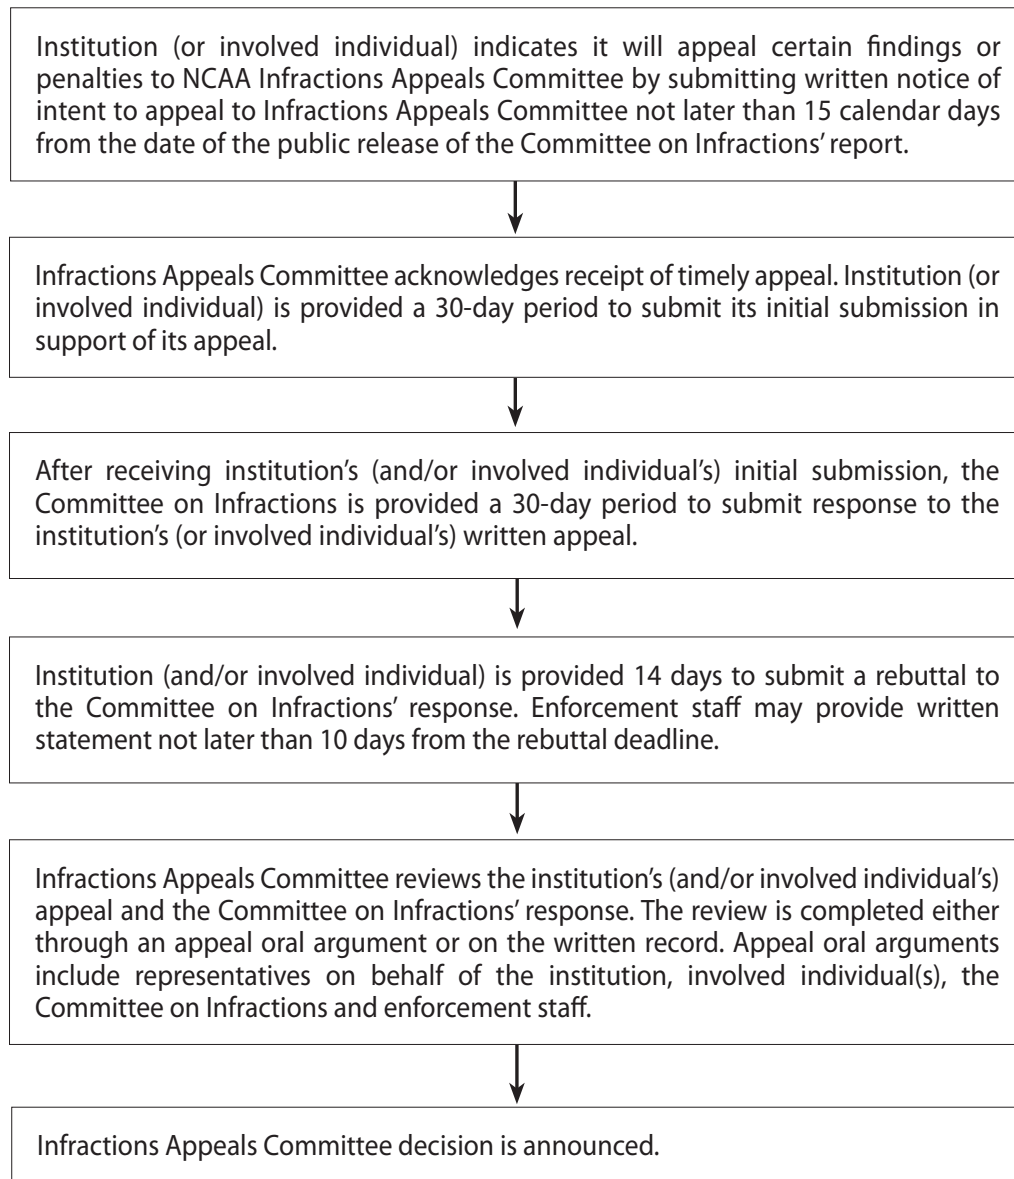 Institution (or involved individual) indicates it will appeal certain findings or
penalties to NCAA Infractions Appeals Committee by submitting written notice of
intent to appeal to Infractions Appeals Committee not later than 15 calendar days
from the date of the public release of the Committee on Infractions’ report.
Infractions Appeals Committee acknowledges receipt of timely appeal. Institution (or
involved individual) is provided a 30-day period to submit its initial submission in
support of its appeal.
After receiving institution’s (and/or involved individual’s) initial submission, the
Committee on Infractions is provided a 30-day period to submit response to the
institution’s (or involved individual’s) written appeal.
Institution (and/or involved individual) is provided 14 days to submit a rebuttal to
the Committee on Infractions’ response. Enforcement staff may provide written
statement not later than 10 days from the rebuttal deadline.
Infractions Appeals Committee reviews the institution’s (and/or involved individual’s)
appeal and the Committee on Infractions’ response. The review is completed either
through an appeal oral argument or on the written record. Appeal oral arguments
include representatives on behalf of the institution, involved individual(s), the
Committee on Infractions and enforcement staff.
Infractions Appeals Committee decision is announced.